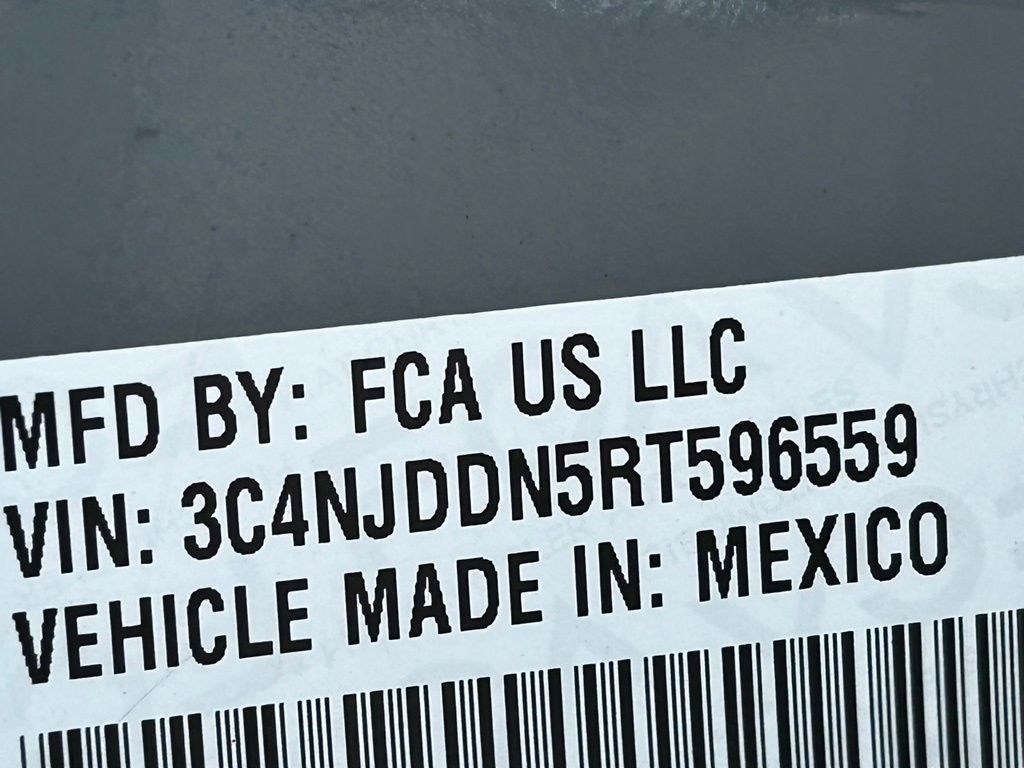 MFD BY: FCA US LLC
VIN: 3C4NJDDN5RT596559
VEHICLE MADE IN: MEXICO